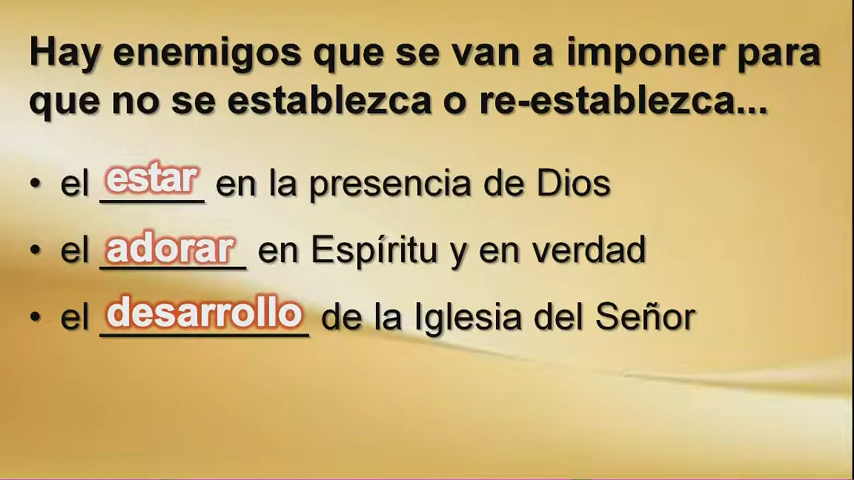 Hay enemigos que se van a imponer para
que no se establezca o re-establezca...
• el estar en la presencia de Dios
• el adorar en Espíritu y en verdad
• el desarrollo de la Iglesia del Señor